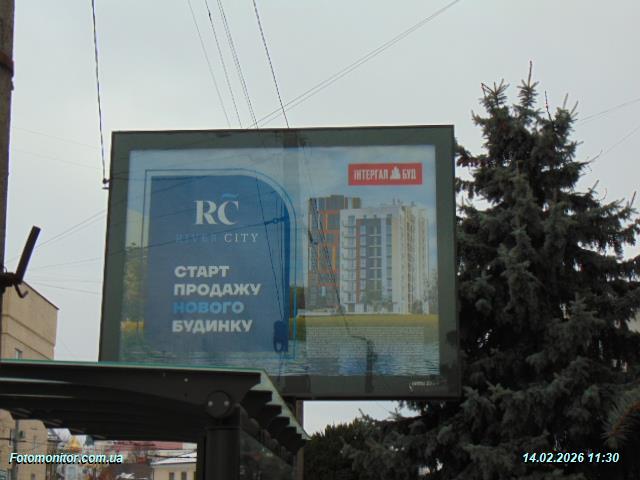 ІНТЕРГАЛ БУД
RC
RIVER CITY
СТАРТ
ПРОДАЖУ
НОВОГО
БУДИНКУ
Fotomonitor.com.ua
14.02.2026 11:30